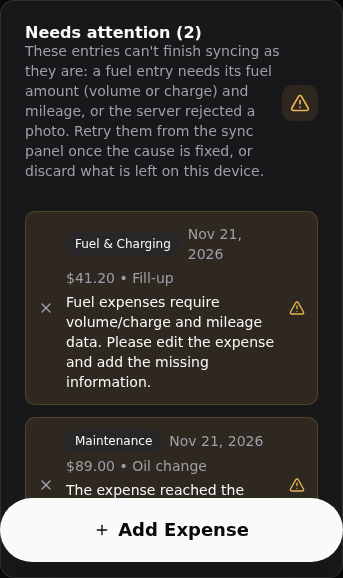 Needs attention (2)
These entries can't finish syncing as
they are: a fuel entry needs its fuel
amount (volume or charge) and
mileage, or the server rejected a
photo. Retry them from the sync
panel once the cause is fixed, or
discard what is left on this device.
Fuel & Charging
Nov 21,
2026
$41.20 • Fill-up
Fuel expenses require
volume/charge and mileage
data. Please edit the expense
and add the missing
information.
Maintenance Nov 21, 2026
$89.00 • Oil change
The expense reached the
+ Add Expense